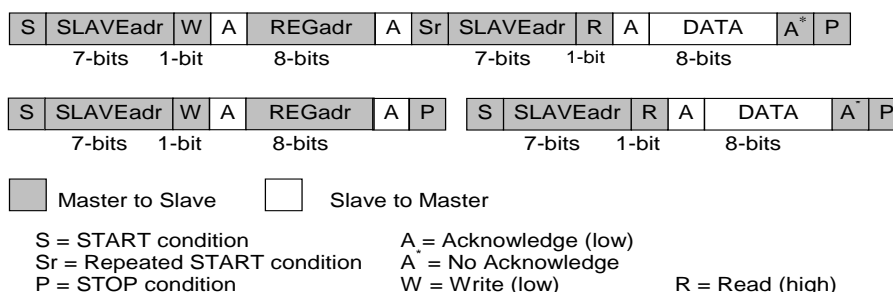 S SLAVEadr W A REGadr A Sr SLAVEadr R A DATA A* P
7-bits 1-bit 8-bits 7-bits 1-bit 8-bits
S SLAVEadr W A REGadr A P S SLAVEadr R A DATA A* P
7-bits 1-bit 8-bits 7-bits 1-bit 8-bits
Master to Slave Slave to Master
S = START condition A = Acknowledge (low)
Sr = Repeated START condition A* = No Acknowledge
P = STOP condition W = Write (low) R = Read (high)